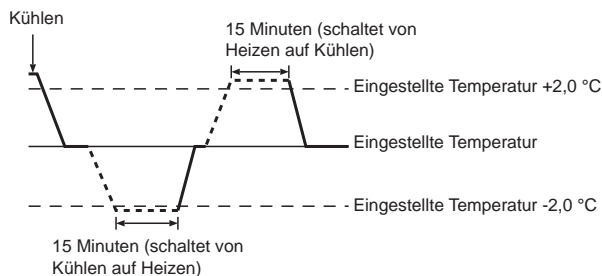 Kühlen
15 Minuten (schaltet von
Heizen auf Kühlen)
Eingestellte Temperatur +2,0 °C
Eingestellte Temperatur
Eingestellte Temperatur -2,0 °C
15 Minuten (schaltet von
Kühlen auf Heizen)